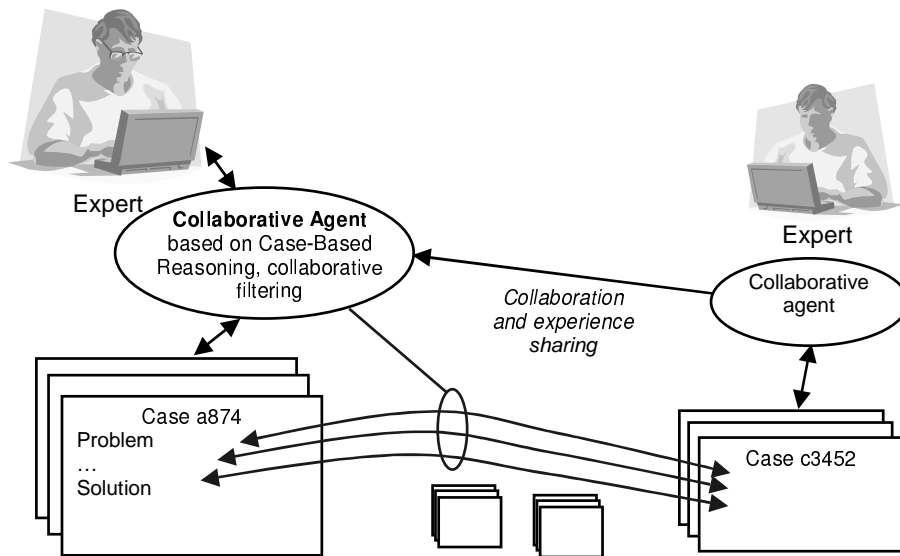 Expert
Collaborative Agent
based on Case-Based
Reasoning, collaborative
filtering
Expert
Collaborative
agent
Collaboration
and experience
sharing
Case a874
Problem
...
Solution
Case c3452